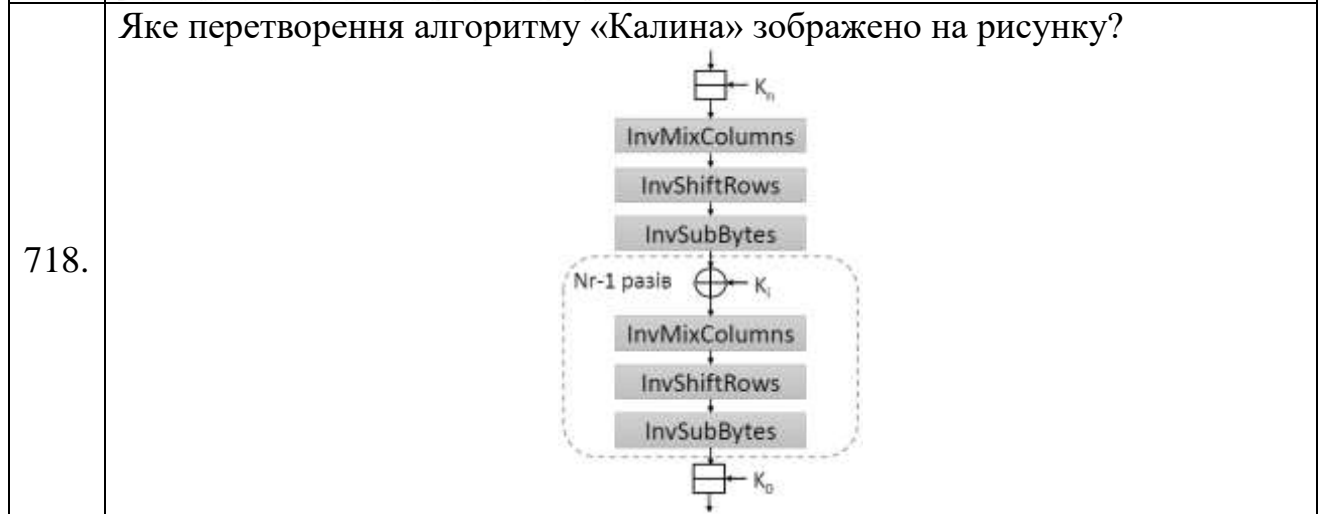 Яке перетворення алгоритму «Калина» зображено на рисунку?
Kn
InvMixColumns
InvShiftRows
InvSubBytes
718.
Nr-1 разів
Ki
InvMixColumns
InvShiftRows
InvSubBytes
K0